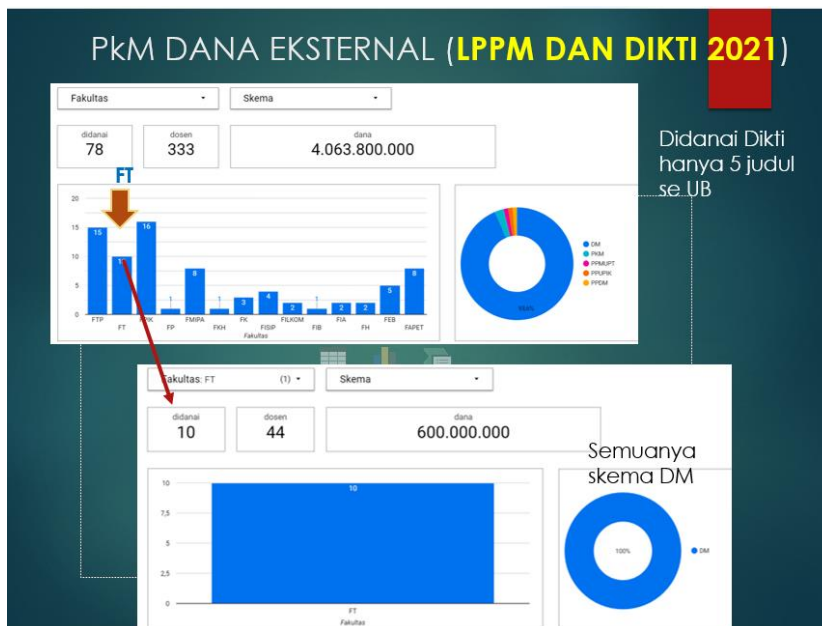 PkM DANA EKSTERNAL (LPPM DAN DIKTI 2021)
Fakultas
Skema
didanai
78
dosen
333
dana
4.063.800.000
Didanai Dikti
hanya 5 judul
se UB
FT
20
15
10
5
0
15
16
1
8
1
3
4
2
1
2
2
5
8
FTP
FT
FP
FMIPA
FKH
FK
FISIP
FILKOM
FIB
FIA
FH
FEB
FAPET
Fakultas
DM
PKM
PPMUPT
PPUPIK
PPDM
Fakultas: FT (1)
Skema
didanai
10
dosen
44
dana
600.000.000
Semuanya
skema DM
10
7,5
5
2,5
0
10
FT
Fakultas
100%
DM